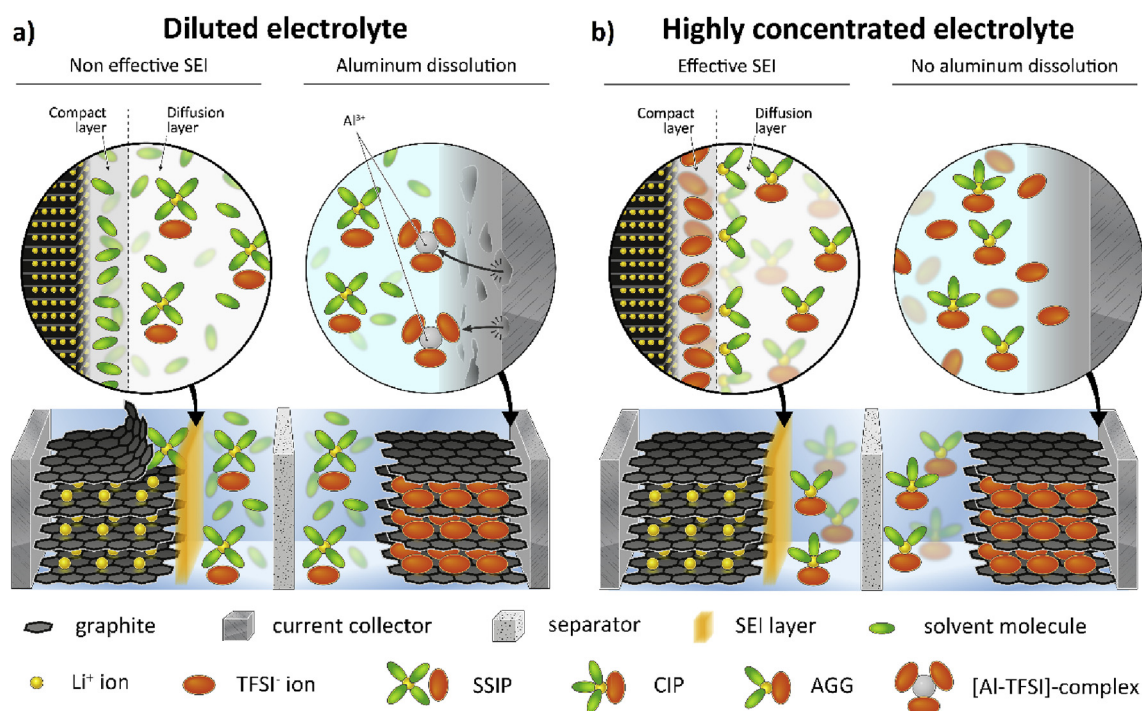 a)
Diluted electrolyte
Non effective SEI
Aluminum dissolution
Compact
layer
Diffusion
layer
Al³⁺
b)
Highly concentrated electrolyte
Effective SEI
No aluminum dissolution
Compact
layer
Diffusion
layer
graphite
current collector
separator
SEI layer
solvent molecule
Li⁺ ion
TFSI⁻ ion
SSIP
CIP
AGG
[Al-TFSI]-complex